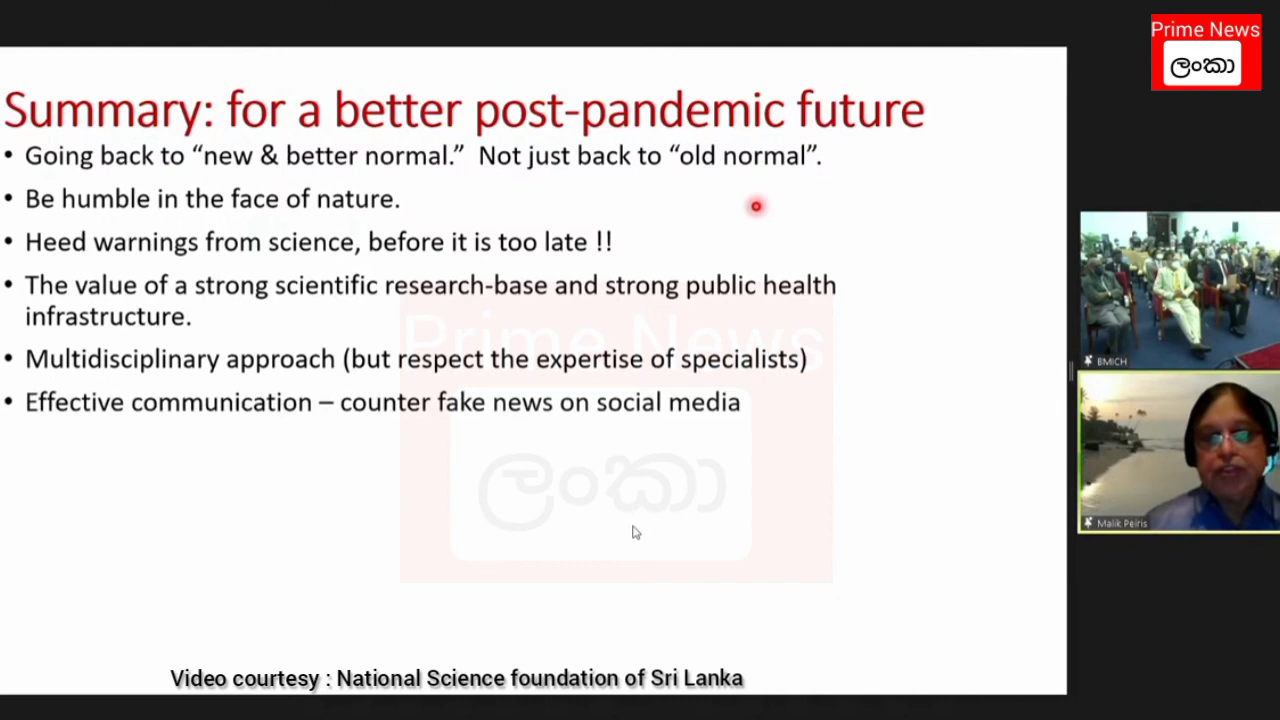 Prime News
ලංකා
Summary: for a better post-pandemic future
• Going back to “new & better normal.”  Not just back to “old normal”.
• Be humble in the face of nature.
• Heed warnings from science, before it is too late !!
• The value of a strong scientific research-base and strong public health
infrastructure.
• Multidisciplinary approach (but respect the expertise of specialists)
• Effective communication – counter fake news on social media
Prime News
ලංකා
BMICH
Malik Peiris
Video courtesy : National Science foundation of Sri Lanka